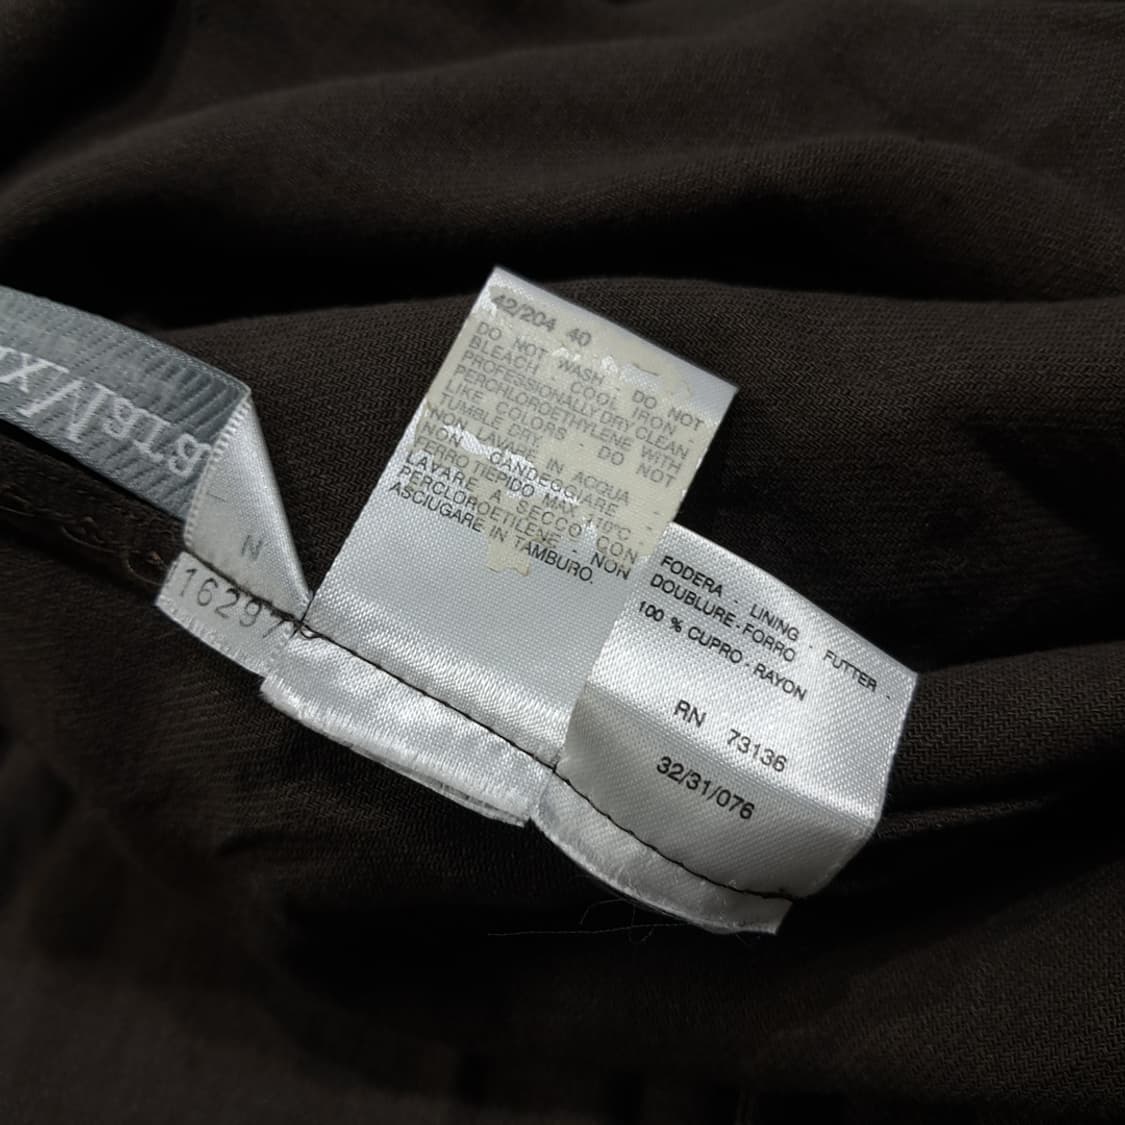 N
16297
42/204 40
DO NOT WASH - DO NOT
BLEACH - COOL IRON -
PROFESSIONALLY DRY CLEAN
PERCHLOROETHYLENE WITH
LIKE COLORS - DO NOT
TUMBLE DRY.
NON LAVARE IN ACQUA
NON CANDEGGIARE -
FERRO TIEPIDO MAX 110°C -
LAVARE A SECCO CON
PERCLOROETILENE - NON
ASCIUGARE IN TAMBURO.
FODERA - LINING
DOUBLURE - FORRO - FUTTER -
100 % CUPRO - RAYON
RN 73136
32/31/076